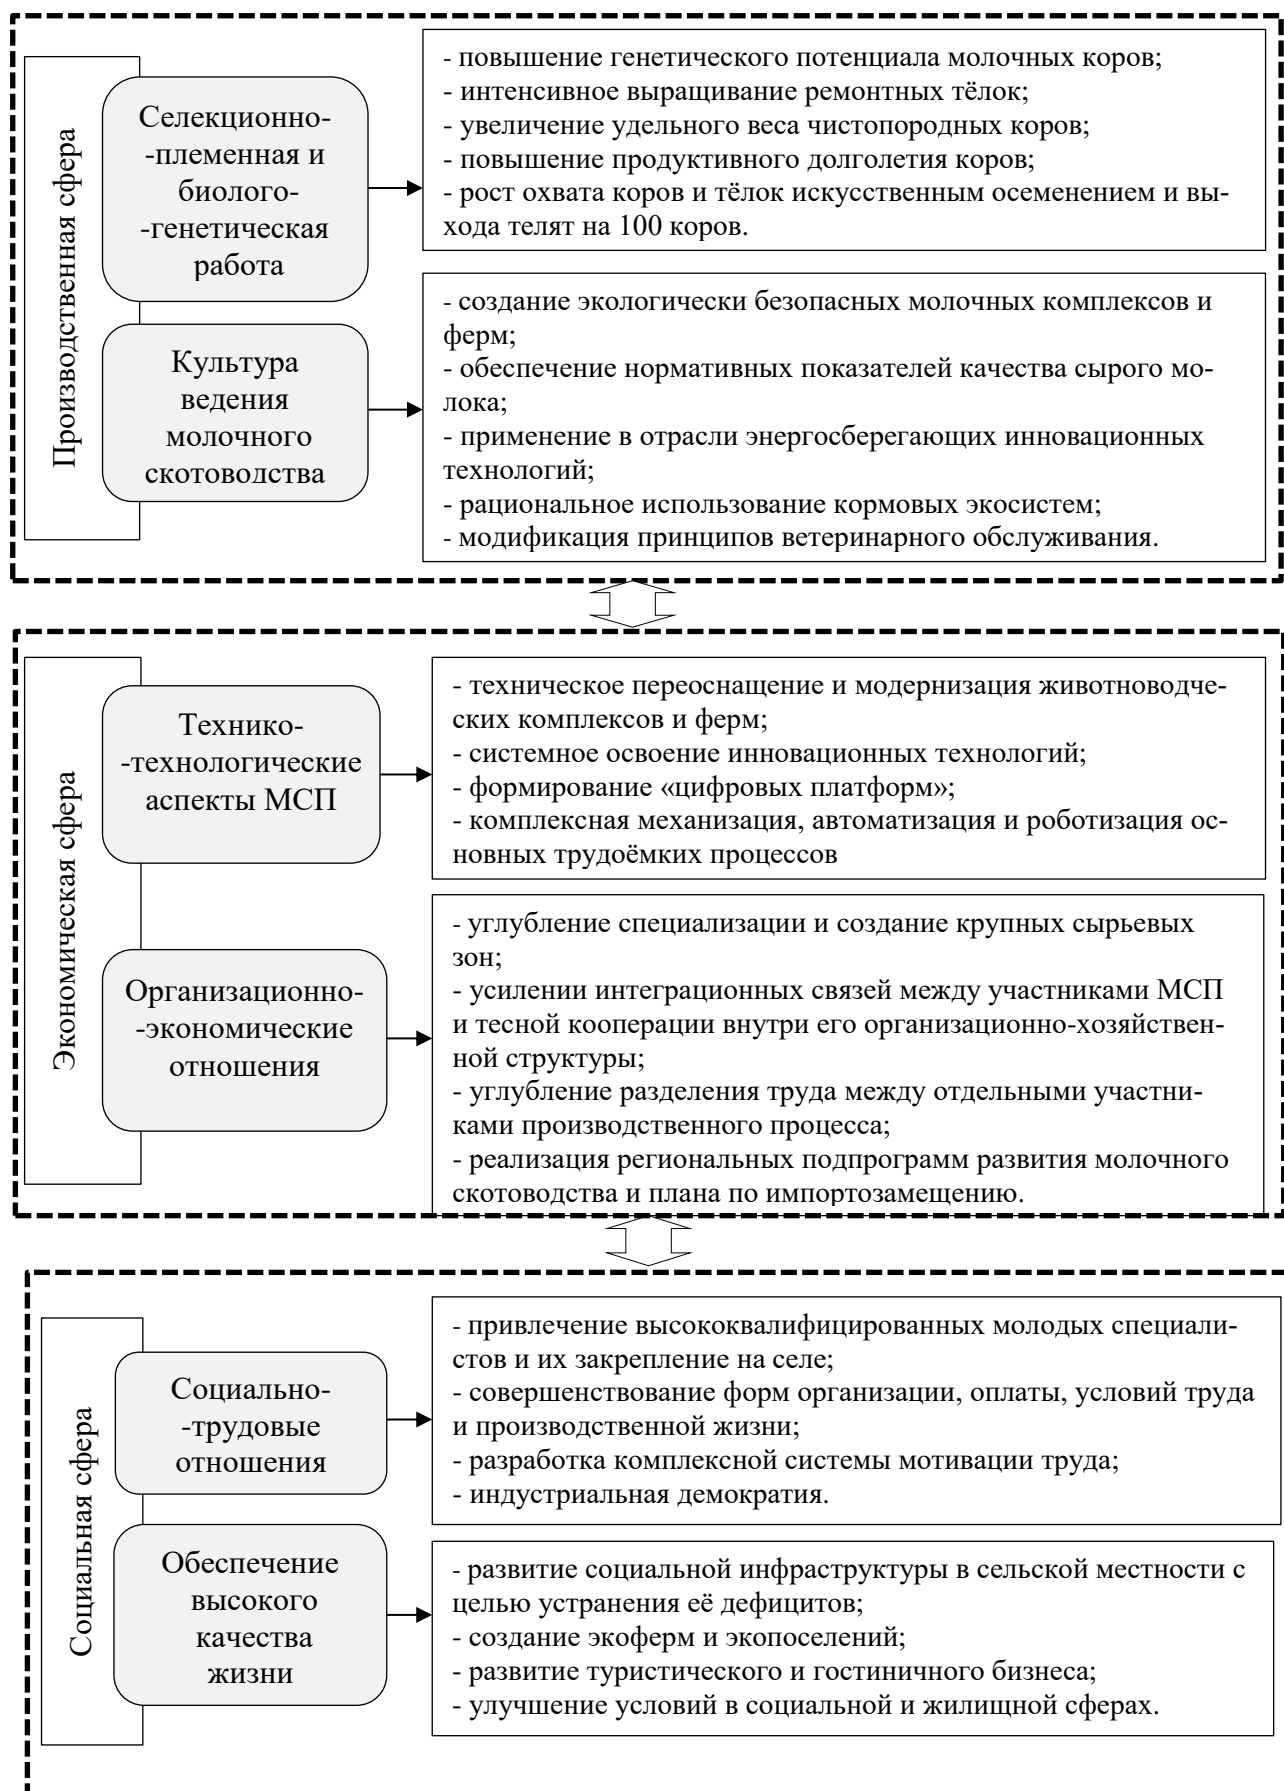 Производственная сфера
Селекционно-
-племенная и
биолого-
-генетическая
работа
- повышение генетического потенциала молочных коров;
- интенсивное выращивание ремонтных тёлок;
- увеличение удельного веса чистопородных коров;
- повышение продуктивного долголетия коров;
- рост охвата коров и тёлок искусственным осеменением и вы-
хода телят на 100 коров.
Культура
ведения
молочного
скотоводства
- создание экологически безопасных молочных комплексов и
ферм;
- обеспечение нормативных показателей качества сырого мо-
лока;
- применение в отрасли энергосберегающих инновационных
технологий;
- рациональное использование кормовых экосистем;
- модификация принципов ветеринарного обслуживания.
Экономическая сфера
Технико-
-технологические
аспекты МСП
- техническое переоснащение и модернизация животноводче-
ских комплексов и ферм;
- системное освоение инновационных технологий;
- формирование «цифровых платформ»;
- комплексная механизация, автоматизация и роботизация ос-
новных трудоёмких процессов
Организационно-
-экономические
отношения
- углубление специализации и создание крупных сырьевых
зон;
- усилении интеграционных связей между участниками МСП
и тесной кооперации внутри его организационно-хозяйствен-
ной структуры;
- углубление разделения труда между отдельными участни-
ками производственного процесса;
- реализация региональных подпрограмм развития молочного
скотоводства и плана по импортозамещению.
Социальная сфера
Социально-
-трудовые
отношения
- привлечение высококвалифицированных молодых специали-
стов и их закрепление на селе;
- совершенствование форм организации, оплаты, условий труда
и производственной жизни;
- разработка комплексной системы мотивации труда;
- индустриальная демократия.
Обеспечение
высокого
качества
жизни
- развитие социальной инфраструктуры в сельской местности с
целью устранения её дефицитов;
- создание экоферм и экопоселений;
- развитие туристического и гостиничного бизнеса;
- улучшение условий в социальной и жилищной сферах.